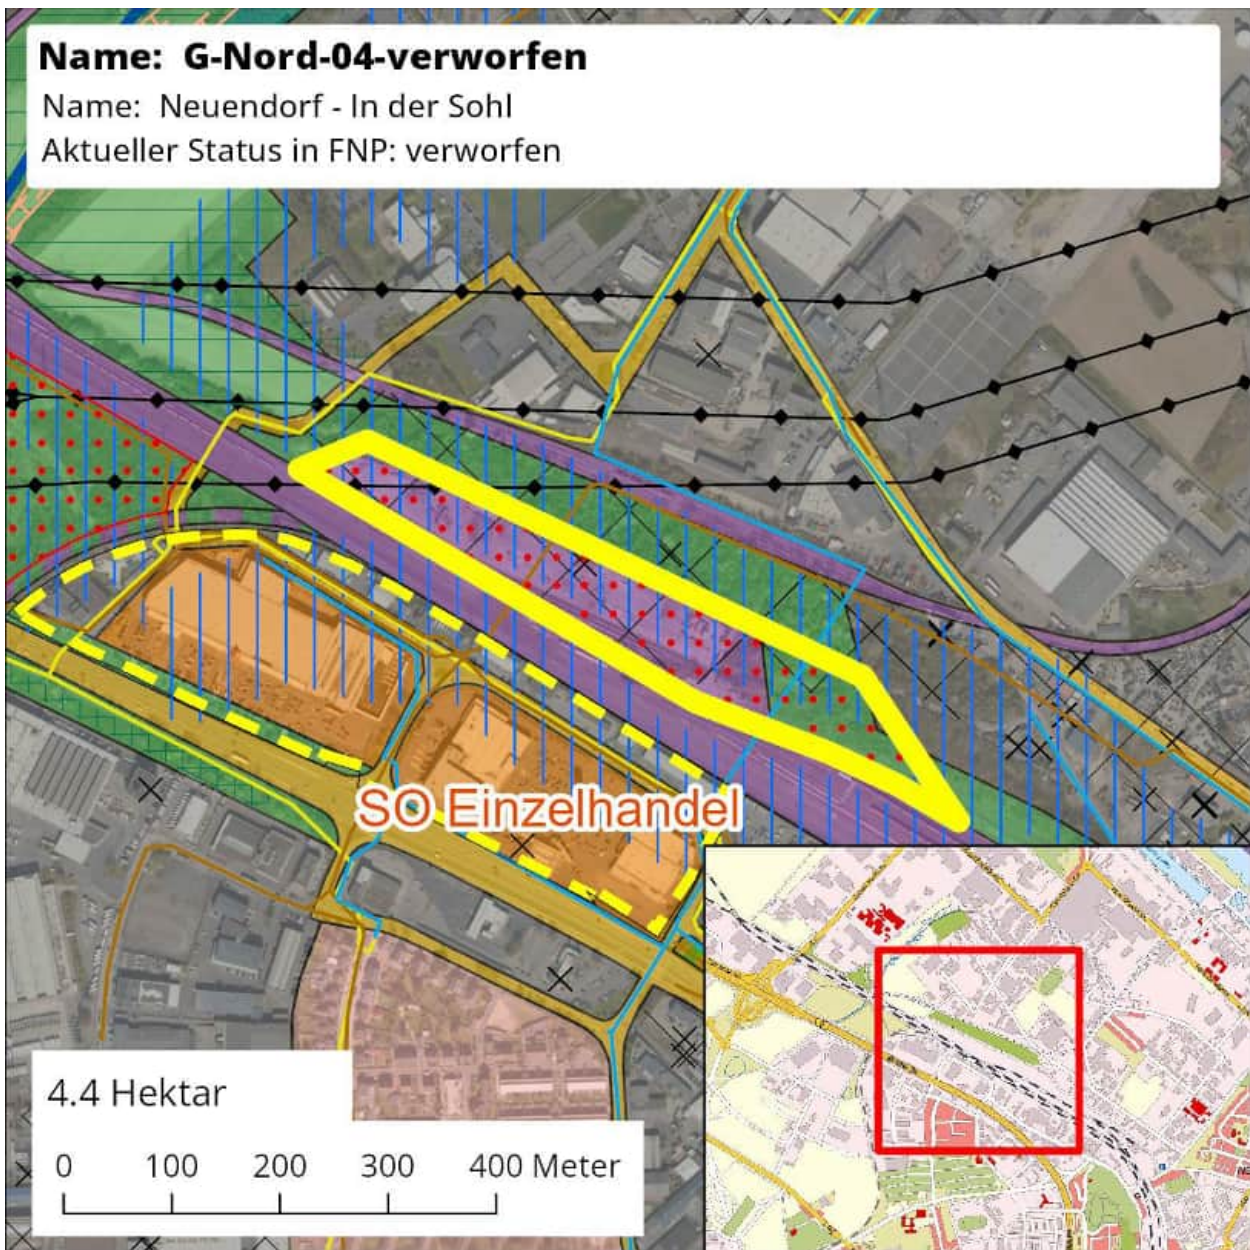 Name: G-Nord-04-verworfen
Name: Neuendorf - In der Sohl
Aktueller Status in FNP: verworfen
SO Einzelhandel
4.4 Hektar
0 100 200 300 400 Meter